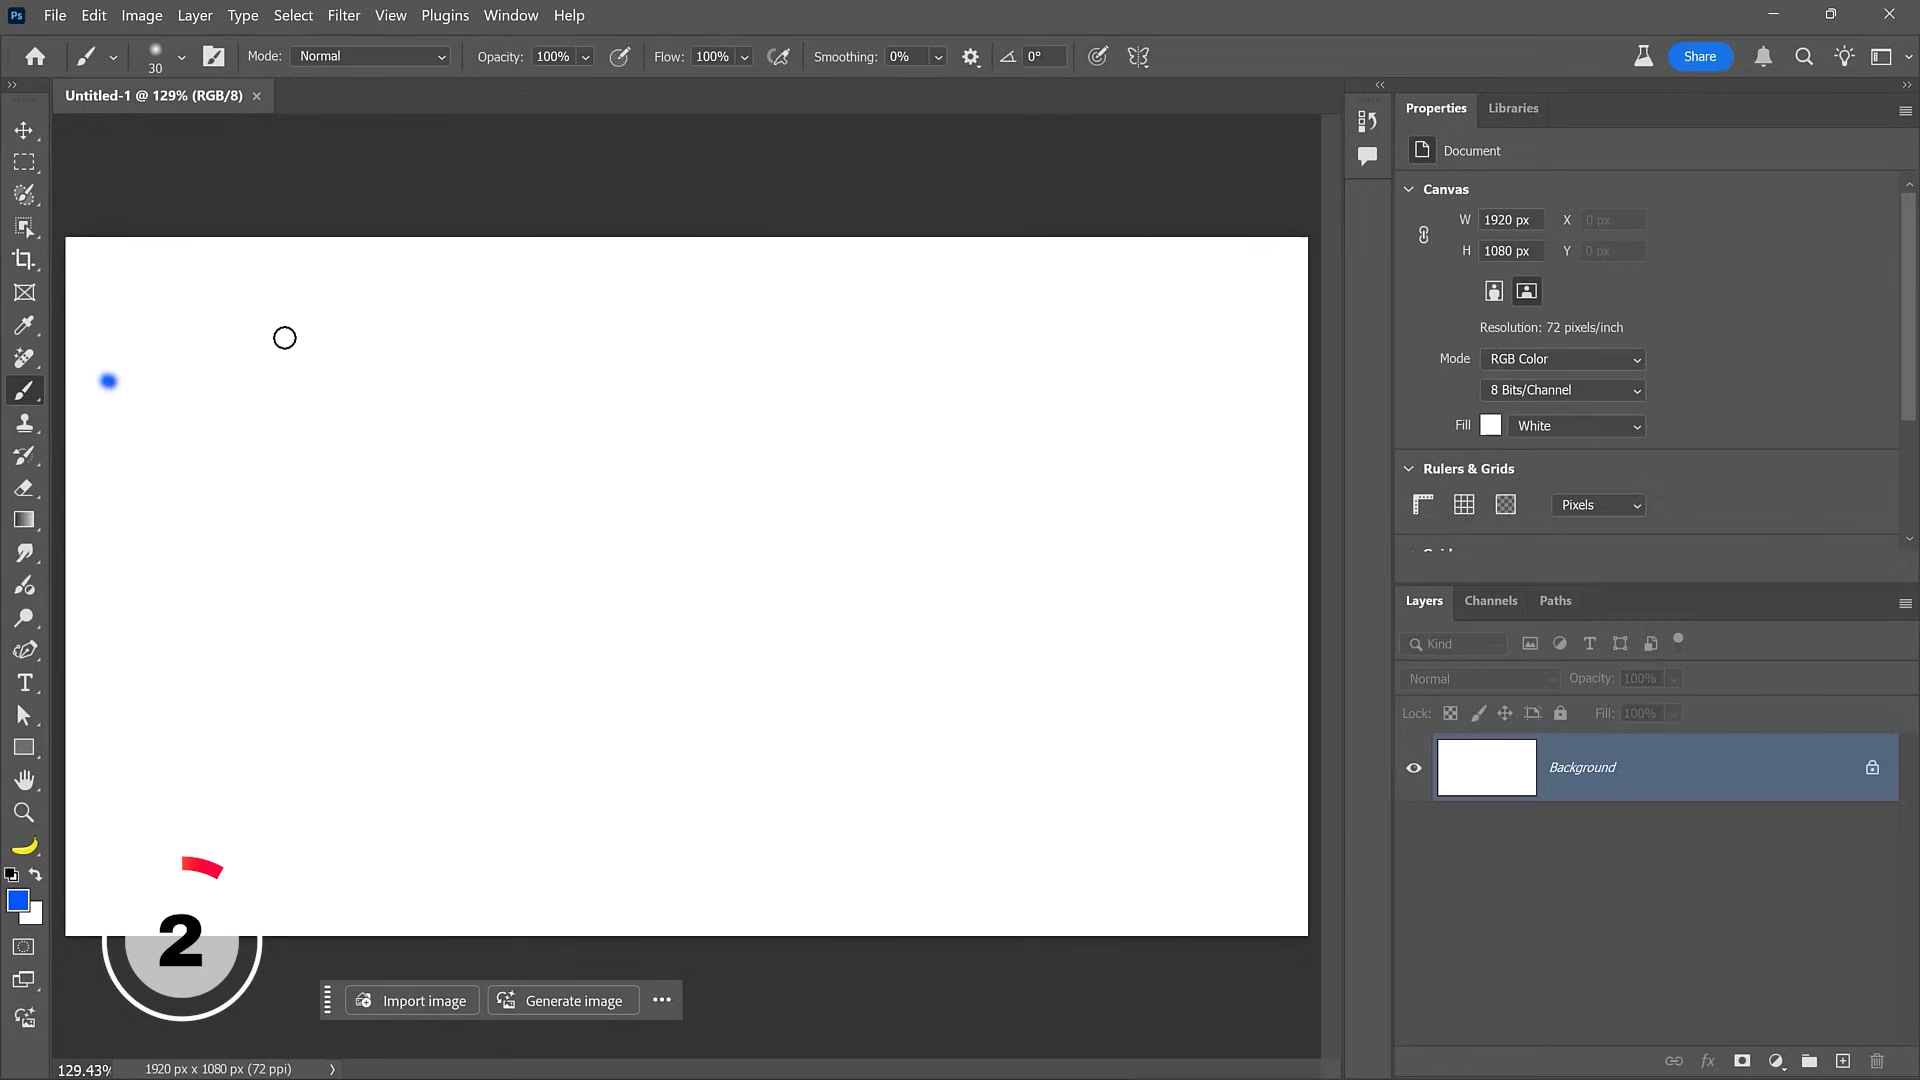 Ps File Edit Image Layer Type Select Filter View Plugins Window Help
30 Mode: Normal Opacity: 100% Flow: 100% Smoothing: 0% 0° Share
Untitled-1 @ 129% (RGB/8)
Properties Libraries
Document
Canvas
W 1920 px X 0 px
H 1080 px Y 0 px
Resolution: 72 pixels/inch
Mode RGB Color
8 Bits/Channel
Fill White
Rulers & Grids
Pixels
Layers Channels Paths
Kind
Normal Opacity: 100%
Lock: Fill: 100%
Background
2
Import image Generate image
129.43% 1920 px x 1080 px (72 ppi)